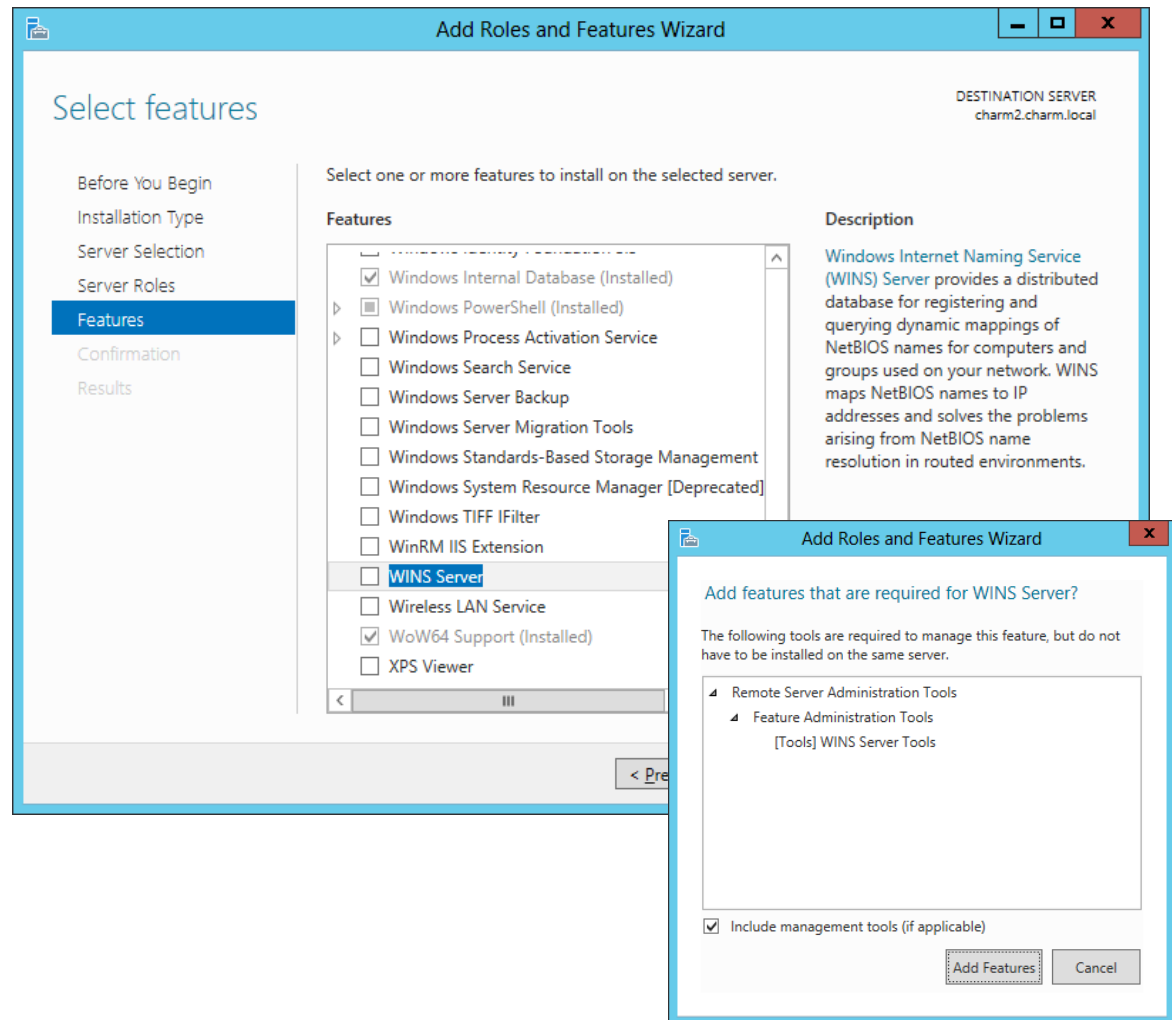 Add Roles and Features Wizard
Select features
DESTINATION SERVER
charm2.charm.local
Before You Begin
Installation Type
Server Selection
Server Roles
Features
Confirmation
Results
Select one or more features to install on the selected server.
Features
Windows Internal Database (Installed)
Windows PowerShell (Installed)
Windows Process Activation Service
Windows Search Service
Windows Server Backup
Windows Server Migration Tools
Windows Standards-Based Storage Management
Windows System Resource Manager [Deprecated]
Windows TIFF IFilter
WinRM IIS Extension
WINS Server
Wireless LAN Service
WoW64 Support (Installed)
XPS Viewer
Description
Windows Internet Naming Service
(WINS) Server provides a distributed
database for registering and
querying dynamic mappings of
NetBIOS names for computers and
groups used on your network. WINS
maps NetBIOS names to IP
addresses and solves the problems
arising from NetBIOS name
resolution in routed environments.
< Pre
Add Roles and Features Wizard
Add features that are required for WINS Server?
The following tools are required to manage this feature, but do not
have to be installed on the same server.
Remote Server Administration Tools
Feature Administration Tools
[Tools] WINS Server Tools
Include management tools (if applicable)
Add Features
Cancel